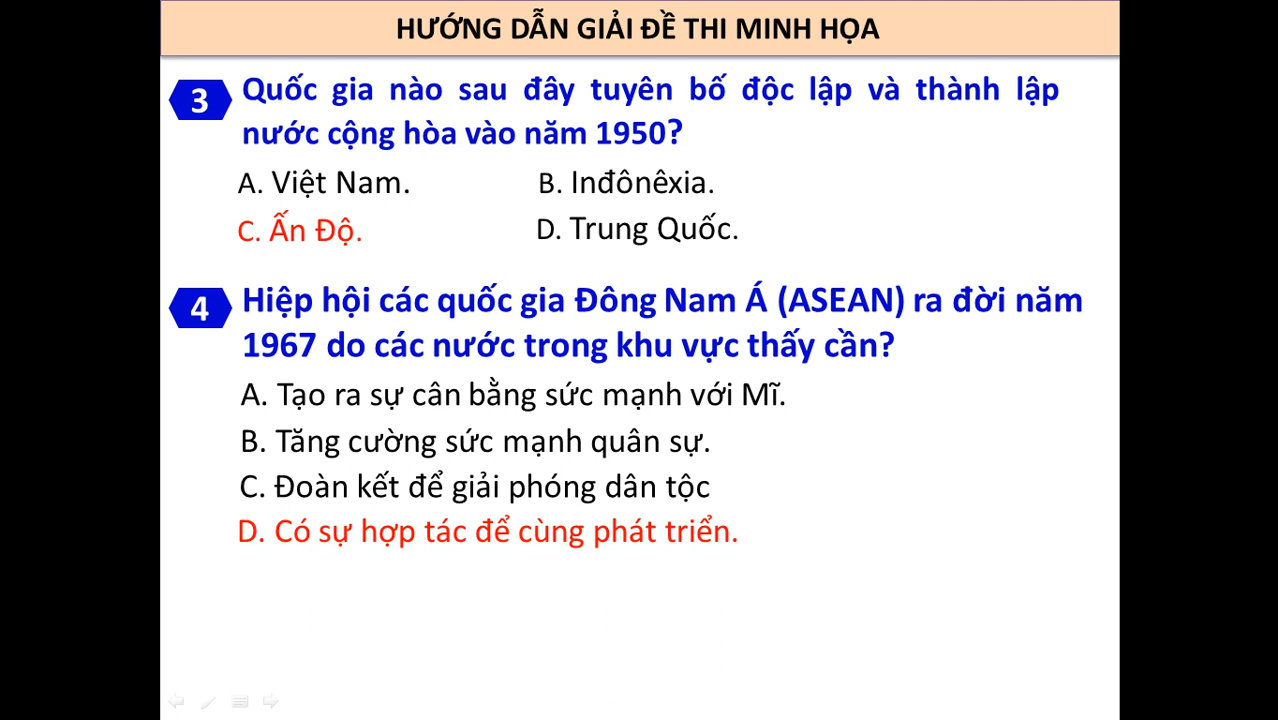 HƯỚNG DẪN GIẢI ĐỀ THI MINH HỌA
3 Quốc gia nào sau đây tuyên bố độc lập và thành lập
nước cộng hòa vào năm 1950?
A. Việt Nam. B. Inđônêxia.
C. Ấn Độ. D. Trung Quốc.
4 Hiệp hội các quốc gia Đông Nam Á (ASEAN) ra đời năm
1967 do các nước trong khu vực thấy cần?
A. Tạo ra sự cân bằng sức mạnh với Mĩ.
B. Tăng cường sức mạnh quân sự.
C. Đoàn kết để giải phóng dân tộc
D. Có sự hợp tác để cùng phát triển.